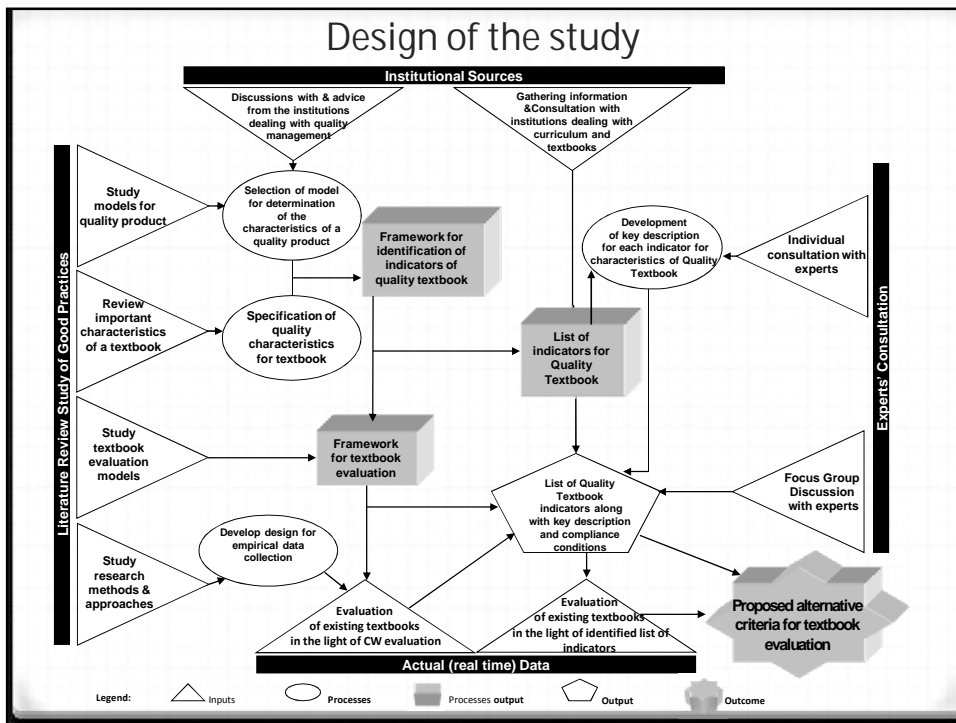 Design of the study
Institutional Sources
Discussions with & advice
from the institutions
dealing with quality
management
Gathering information
&Consultation with
institutions dealing with
curriculum and
textbooks
Literature Review Study of Good Practices
Experts' Consultation
Study
models for
quality product
Selection of model
for determination
of the
characteristics of a
quality product
Framework for
identification of
indicators of
quality textbook
Development
of key description
for each indicator for
characteristics of Quality
Textbook
Individual
consultation with
experts
Review
important
characteristics
of a textbook
Specification of
quality
characteristics
for textbook
List of
indicators for
Quality
Textbook
Study
textbook
evaluation
models
Framework
for textbook
evaluation
List of Quality
Textbook
indicators along
with key description
and compliance
conditions
Focus Group
Discussion
with experts
Study
research
methods &
approaches
Develop design for
empirical data
collection
Evaluation
of existing textbooks
in the light of CW evaluation
Evaluation
of existing textbooks
in the light of identified list of
indicators
Proposed alternative
criteria for textbook
evaluation
Actual (real time) Data
Legend: Inputs Processes Processes output Output Outcome